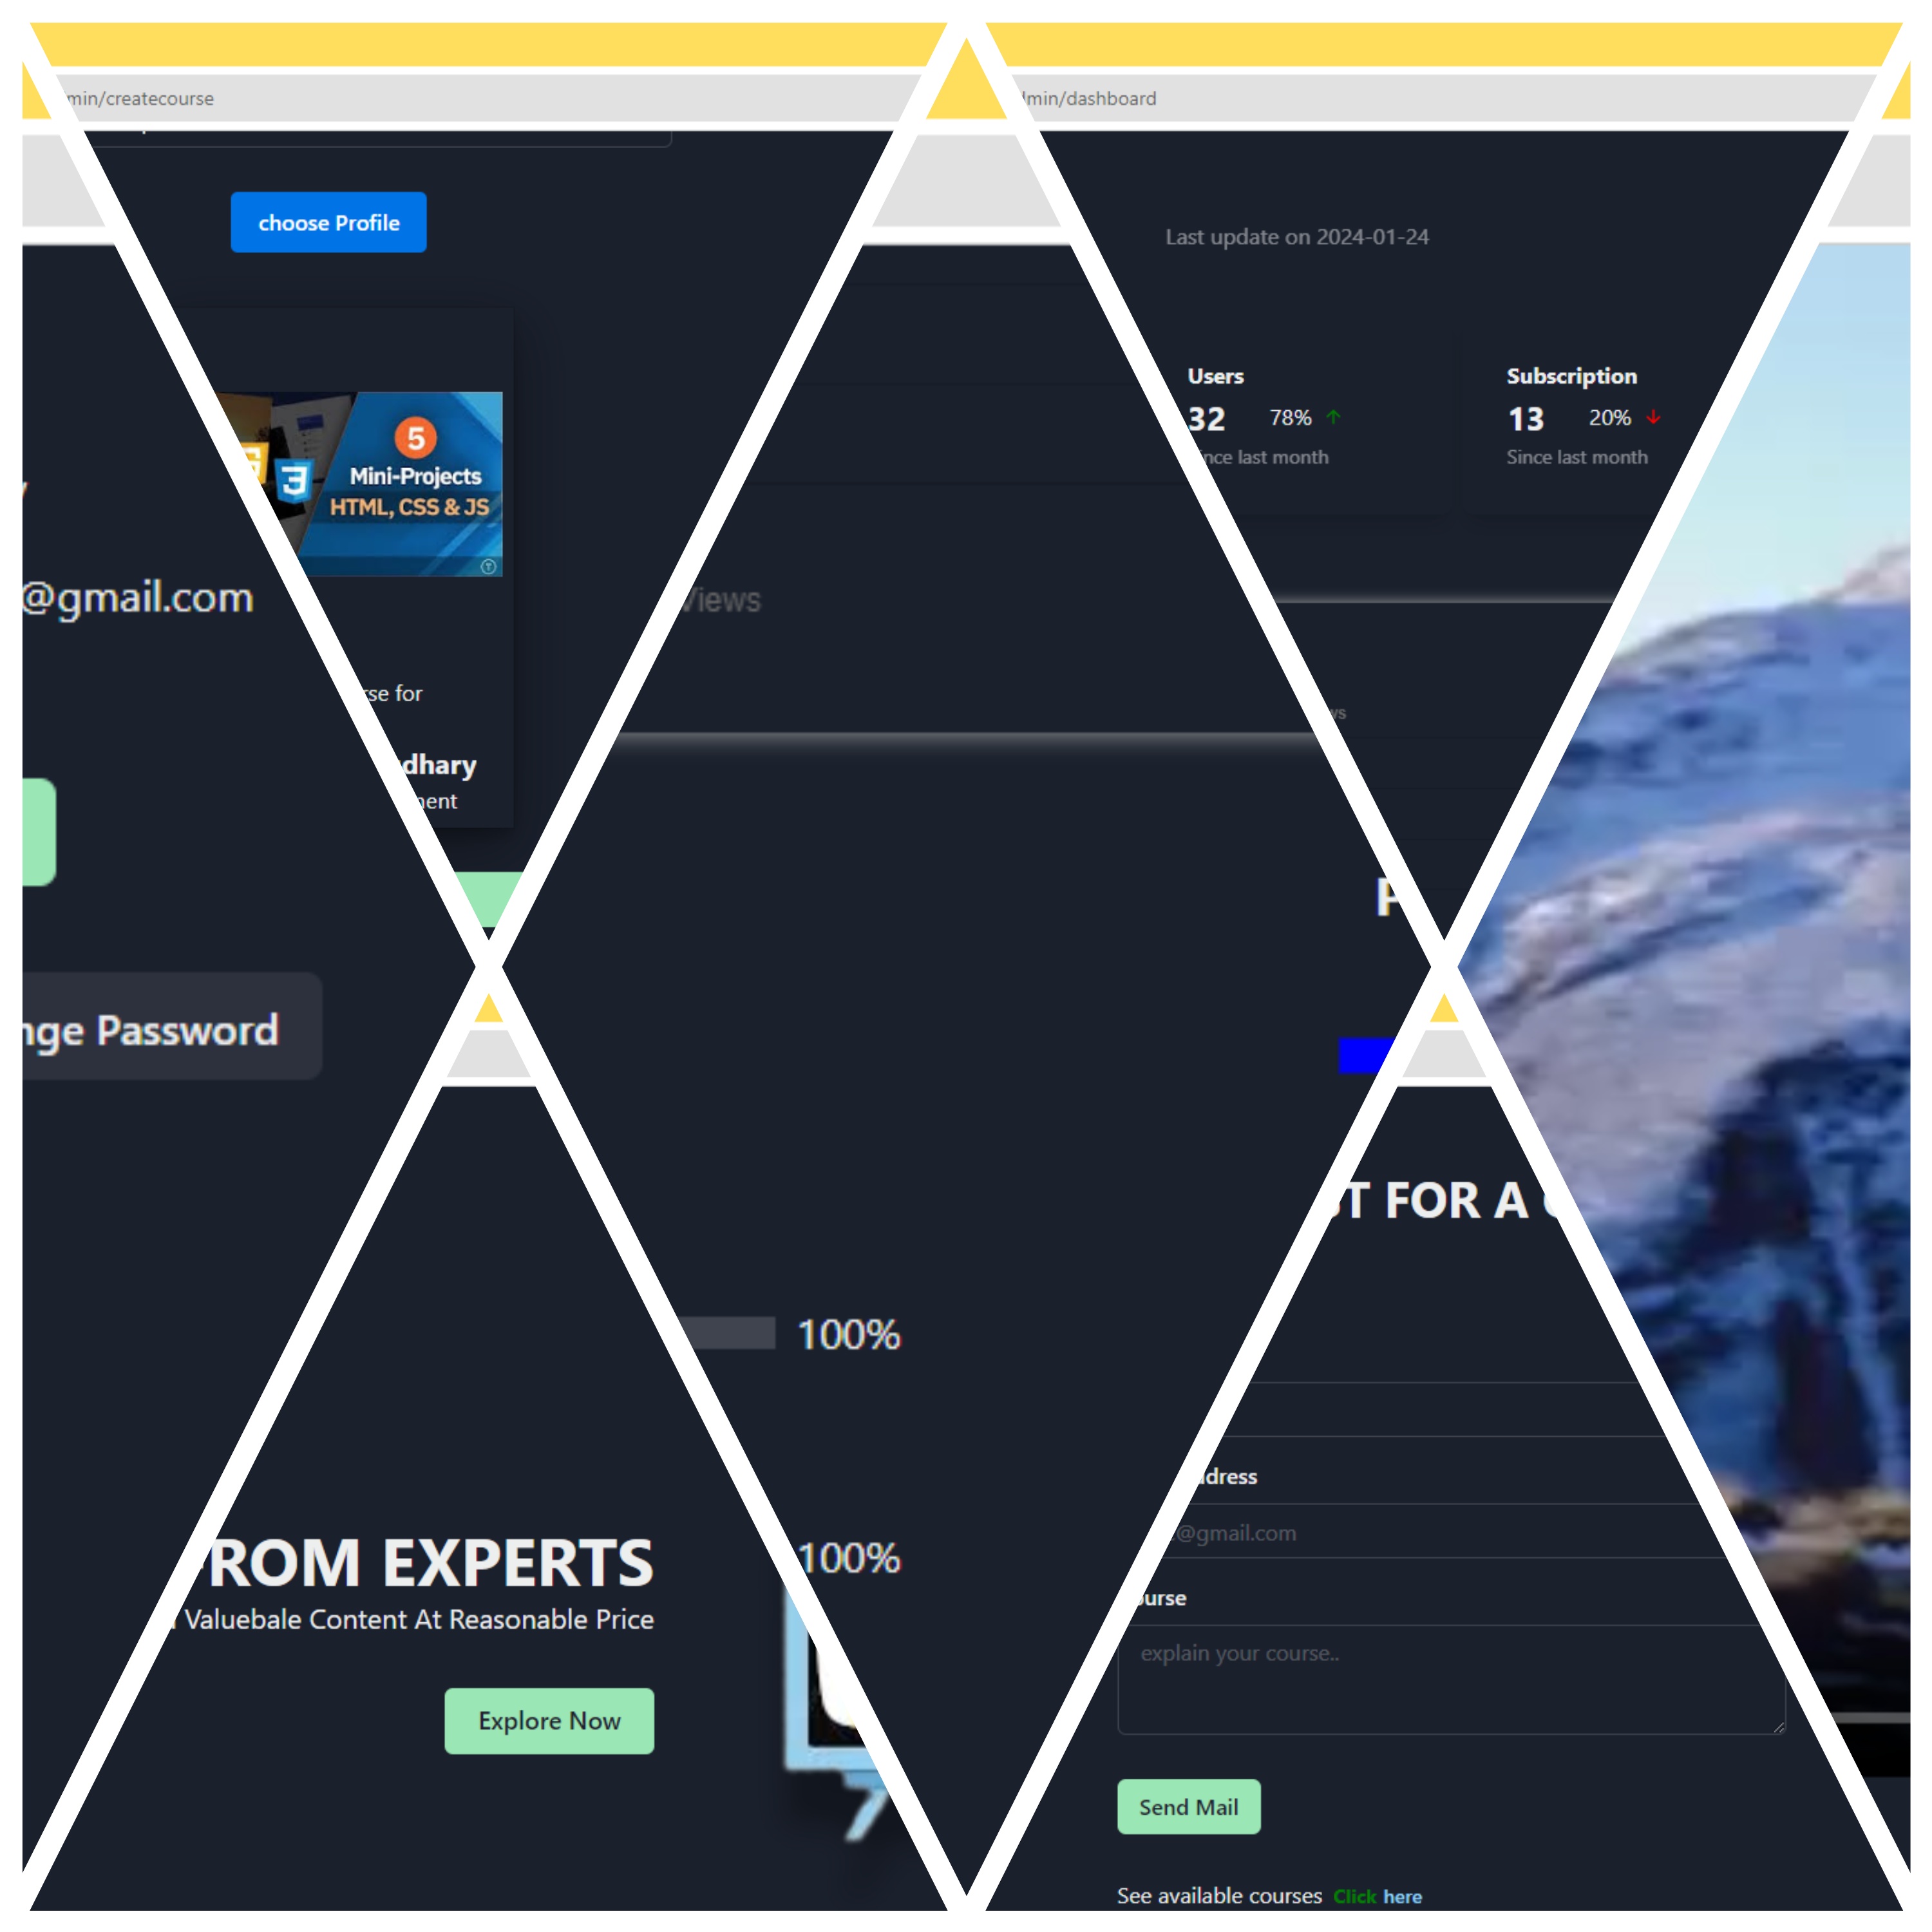 min/createcourse
choose Profile
5
Mini-Projects
HTML, CSS & JS
3
se for
dhary
ent
@gmail.com
nge Password
min/dashboard
Last update on 2024-01-24
Users
32 78% ↑
nce last month
Subscription
13 20% ↓
Since last month
Views
ws
P
100%
100%
ROM EXPERTS
Valuebale Content At Reasonable Price
Explore Now
T FOR A
dress
@gmail.com
ourse
explain your course..
Send Mail
See available courses Click here